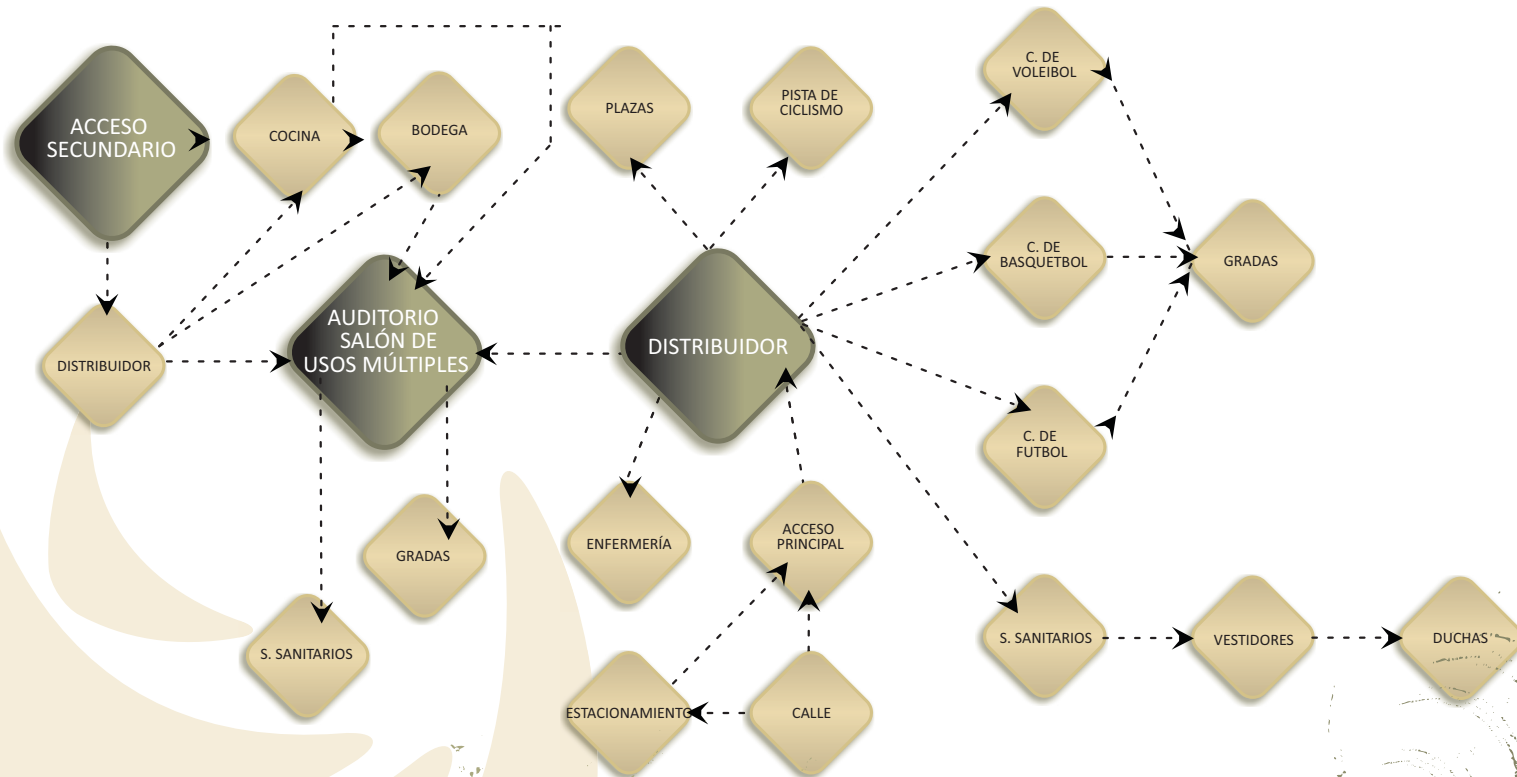 ACCESO
SECUNDARIO
COCINA
BODEGA
PLAZAS
PISTA DE
CICLISMO
C. DE
VOLEIBOL
C. DE
BASQUETBOL
GRADAS
DISTRIBUIDOR
AUDITORIO
SALÓN DE
USOS MÚLTIPLES
DISTRIBUIDOR
C. DE
FUTBOL
GRADAS
ENFERMERÍA
ACCESO
PRINCIPAL
S. SANITARIOS
S. SANITARIOS
VESTIDORES
DUCHAS
ESTACIONAMIENTO
CALLE